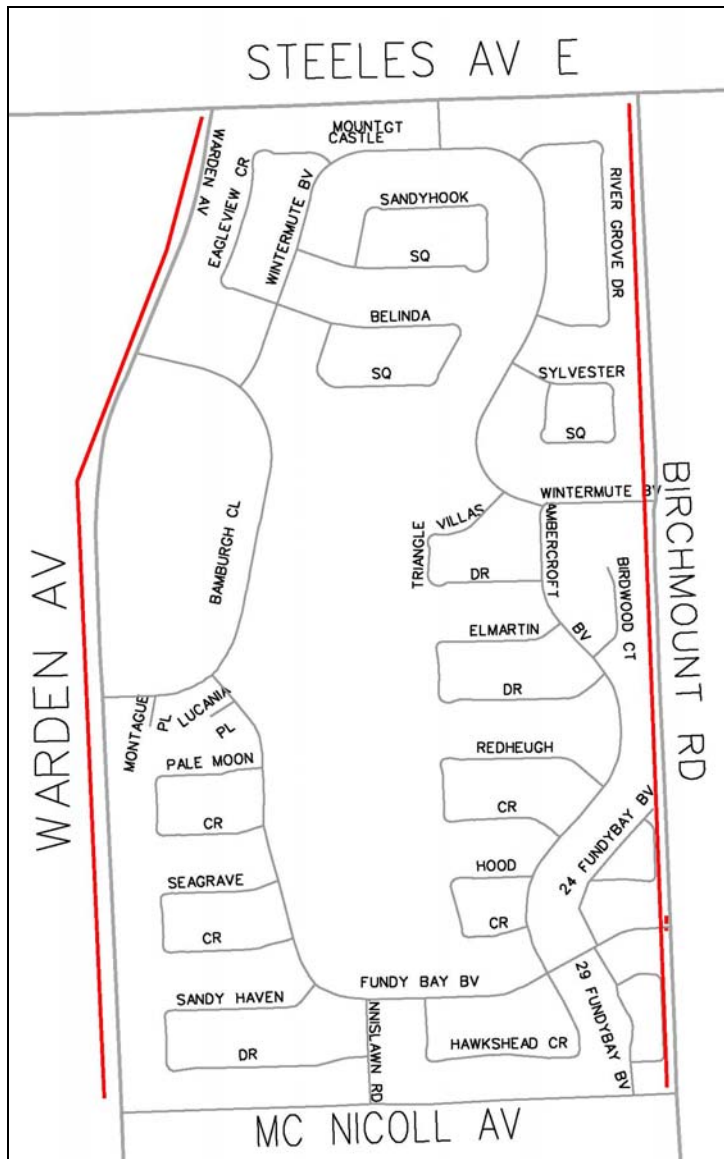 STEELES AV E
MOUNT GT
CASTLE
WARDEN AV
EAGLEVIEW CR
WINTERMUTE BV
SANDYHOOK
SQ
RIVER GROVE DR
BELINDA
SQ
SYLVESTER
SQ
WINTERMUTE BV
BIRCHMOUNT RD
TRIANGLE
VILLAS
DR
AMBERCROFT
BV
BIRDWOOD CT
BAMBURGH CL
WARDEN AV
ELMARTIN
DR
MONTAGUE
PL
LUCANIA
PL
PALE MOON
CR
REDHEUGH
CR
24 FUNDYBAY BV
SEAGRAVE
CR
HOOD
CR
FUNDY BAY BV
29 FUNDYBAY BV
SANDY HAVEN
DR
NNISLAWN RD
HAWKSHEAD CR
MC NICOLL AV